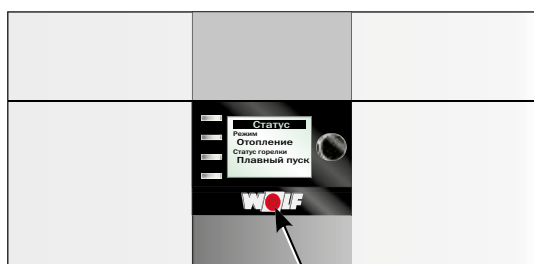 Статус
Режим
Отопление
Статус горелки
Плавный пуск
WOLF